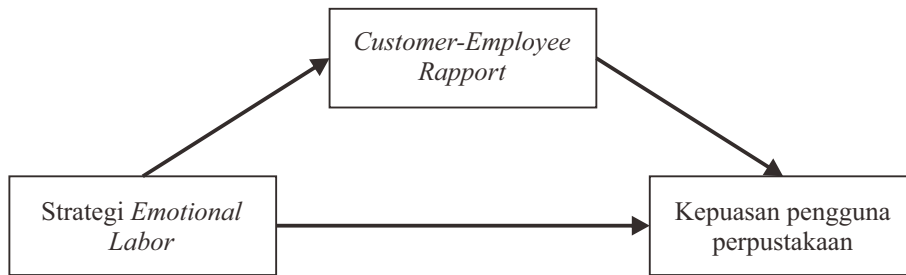 Customer-Employee
Rapport
Strategi Emotional
Labor
Kepuasan pengguna
perpustakaan